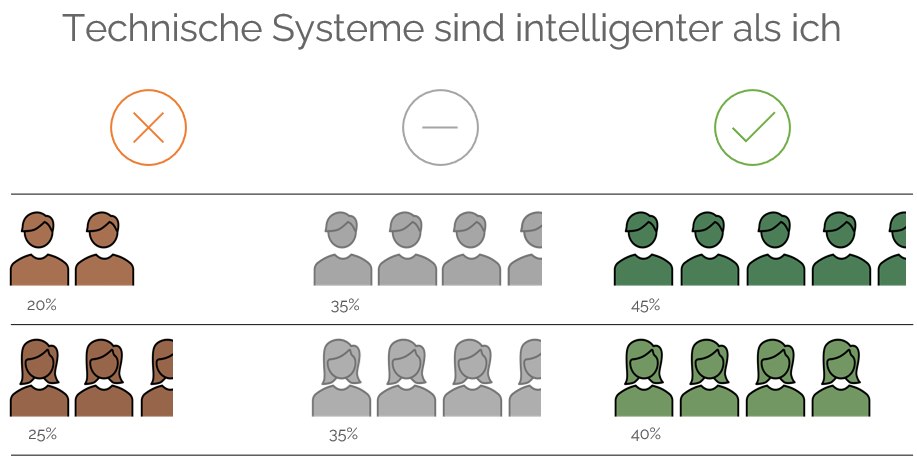 Technische Systeme sind intelligenter als ich
20% 35% 45%
25% 35% 40%